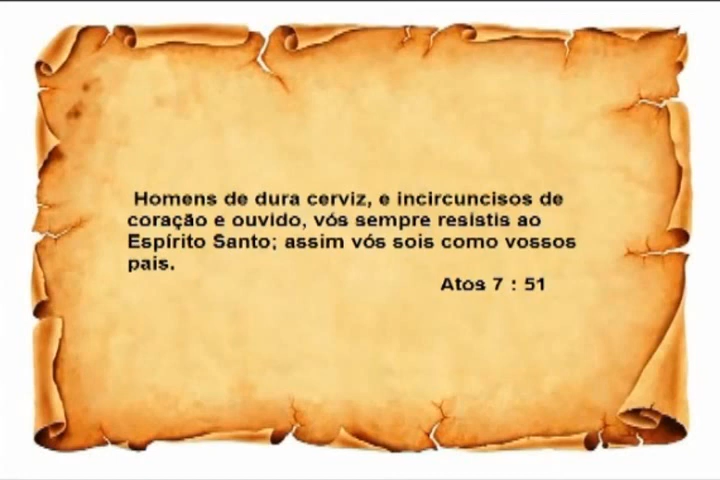 Homens de dura cerviz, e incircuncisos de
coração e ouvido, vós sempre resistis ao
Espírito Santo; assim vós sois como vossos
pais.
Atos 7 : 51